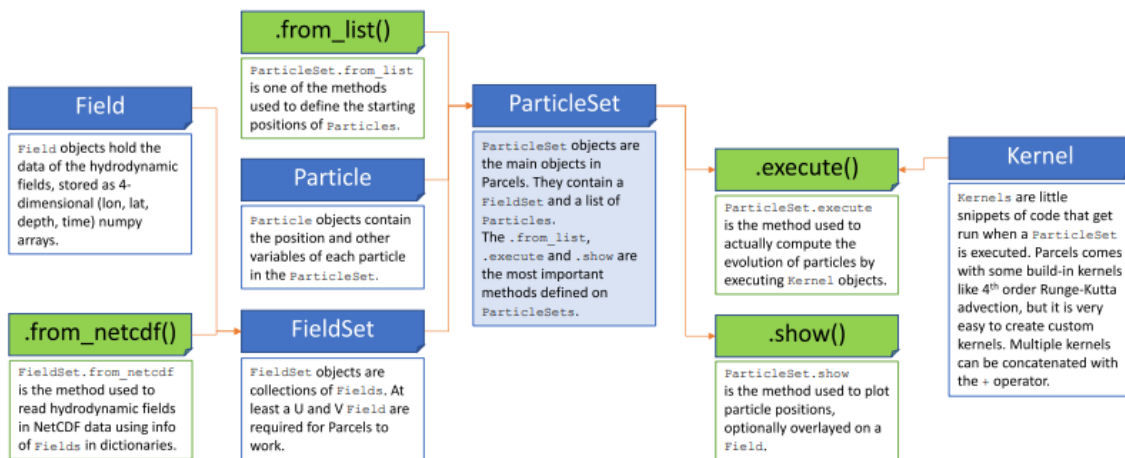 Field
Field objects hold the
data of the hydrodynamic
fields, stored as 4-
dimensional (lon, lat,
depth, time) numpy
arrays.
.from_netcdf()
FieldSet.from_netcdf
is the method used to
read hydrodynamic fields
in NetCDF data using info
of Fields in dictionaries.
.from_list()
ParticleSet.from_list
is one of the methods
used to define the starting
positions of Particles.
Particle
Particle objects contain
the position and other
variables of each particle
in the ParticleSet.
FieldSet
FieldSet objects are
collections of Fields. At
least a U and V Field are
required for Parcels to
work.
ParticleSet
ParticleSet objects are
the main objects in
Parcels. They contain a
FieldSet and a list of
Particles.
The .from_list,
.execute and .show are
the most important
methods defined on
ParticleSets.
.execute()
ParticleSet.execute
is the method used to
actually compute the
evolution of particles by
executing Kernel objects.
.show()
ParticleSet.show
is the method used to plot
particle positions,
optionally overlayed on a
Field.
Kernel
Kernels are little
snippets of code that get
run when a ParticleSet
is executed. Parcels comes
with some build-in kernels
like 4th order Runge-Kutta
advection, but it is very
easy to create custom
kernels. Multiple kernels
can be concatenated with
the + operator.